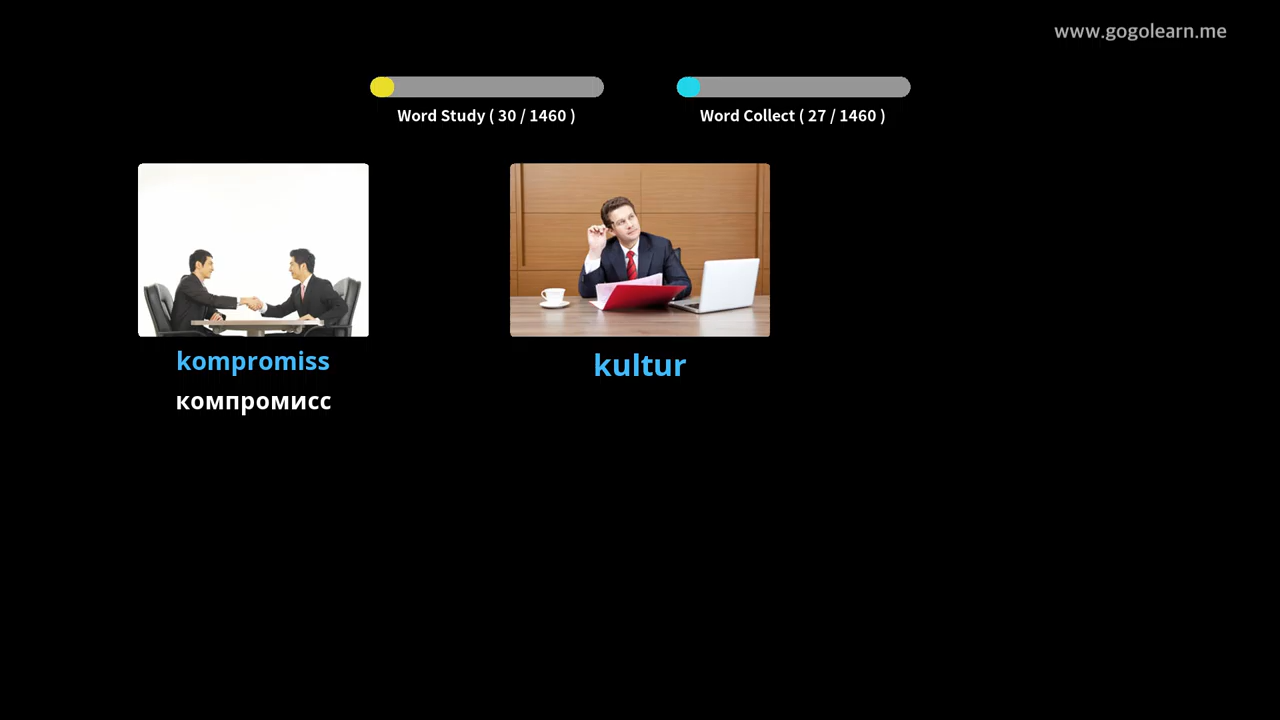 www.gogolearn.me
Word Study ( 30 / 1460 )
Word Collect ( 27 / 1460 )
kompromiss
компромисс
kultur